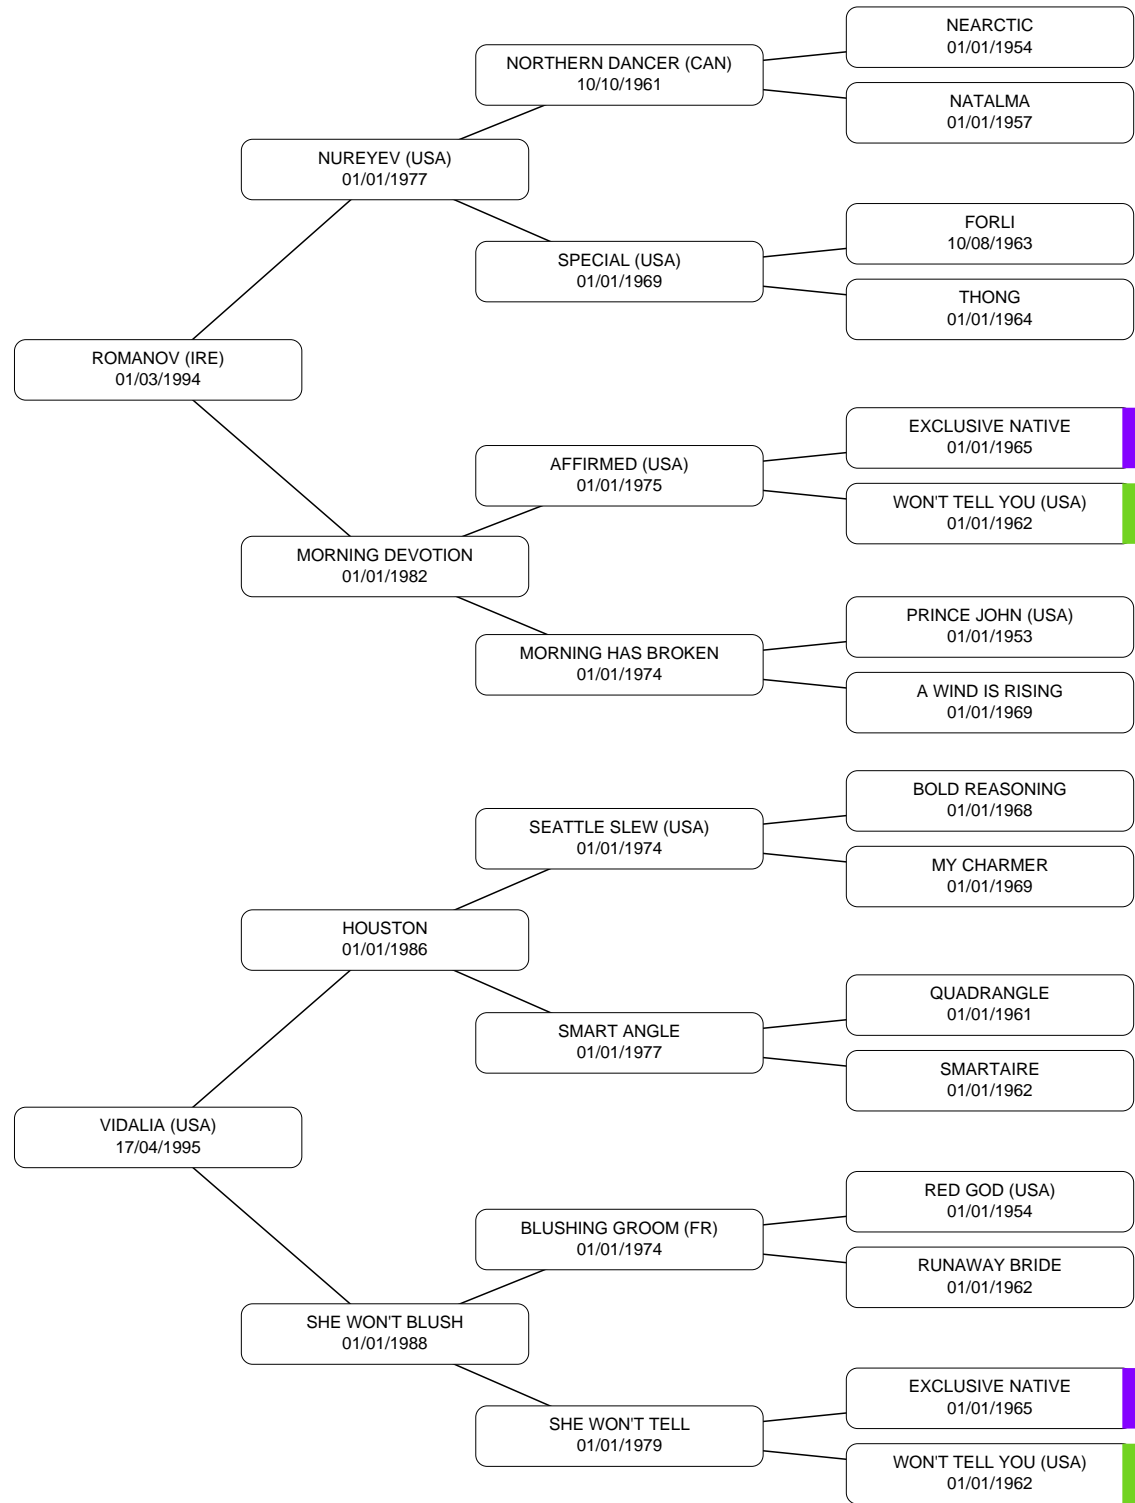 NEARCTIC
01/01/1954
NORTHERN DANCER (CAN)
10/10/1961
NATALMA
01/01/1957
NUREYEV (USA)
01/01/1977
FORLI
10/08/1963
SPECIAL (USA)
01/01/1969
THONG
01/01/1964
ROMANOV (IRE)
01/03/1994
EXCLUSIVE NATIVE
01/01/1965
AFFIRMED (USA)
01/01/1975
WON'T TELL YOU (USA)
01/01/1962
MORNING DEVOTION
01/01/1982
PRINCE JOHN (USA)
01/01/1953
MORNING HAS BROKEN
01/01/1974
A WIND IS RISING
01/01/1969
BOLD REASONING
01/01/1968
SEATTLE SLEW (USA)
01/01/1974
MY CHARMER
01/01/1969
HOUSTON
01/01/1986
QUADRANGLE
01/01/1961
SMART ANGLE
01/01/1977
SMARTAIRE
01/01/1962
VIDALIA (USA)
17/04/1995
RED GOD (USA)
01/01/1954
BLUSHING GROOM (FR)
01/01/1974
RUNAWAY BRIDE
01/01/1962
SHE WON'T BLUSH
01/01/1988
EXCLUSIVE NATIVE
01/01/1965
SHE WON'T TELL
01/01/1979
WON'T TELL YOU (USA)
01/01/1962